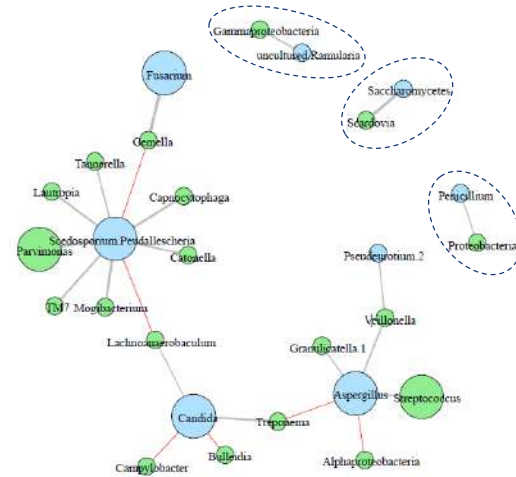 Gammaproteobacteria
uncultured.Ramularia
Fusarium
Saccharomycetes
Scardovia
Gemella
Tannerella
Lautropia
Capnocytophaga
Penicillium
Scedosporium.Peudallescheria
Proteobacteria
Parvimonas
Catonella
Pseudeurotium.2
TM7
Mogibacterium
Veillonella
Lachnoanaerobaculum
Granulicatella.1
Aspergillus
Streptococcus
Candida
Treponema
Bulleidia
Campylobacter
Alphaproteobacteria